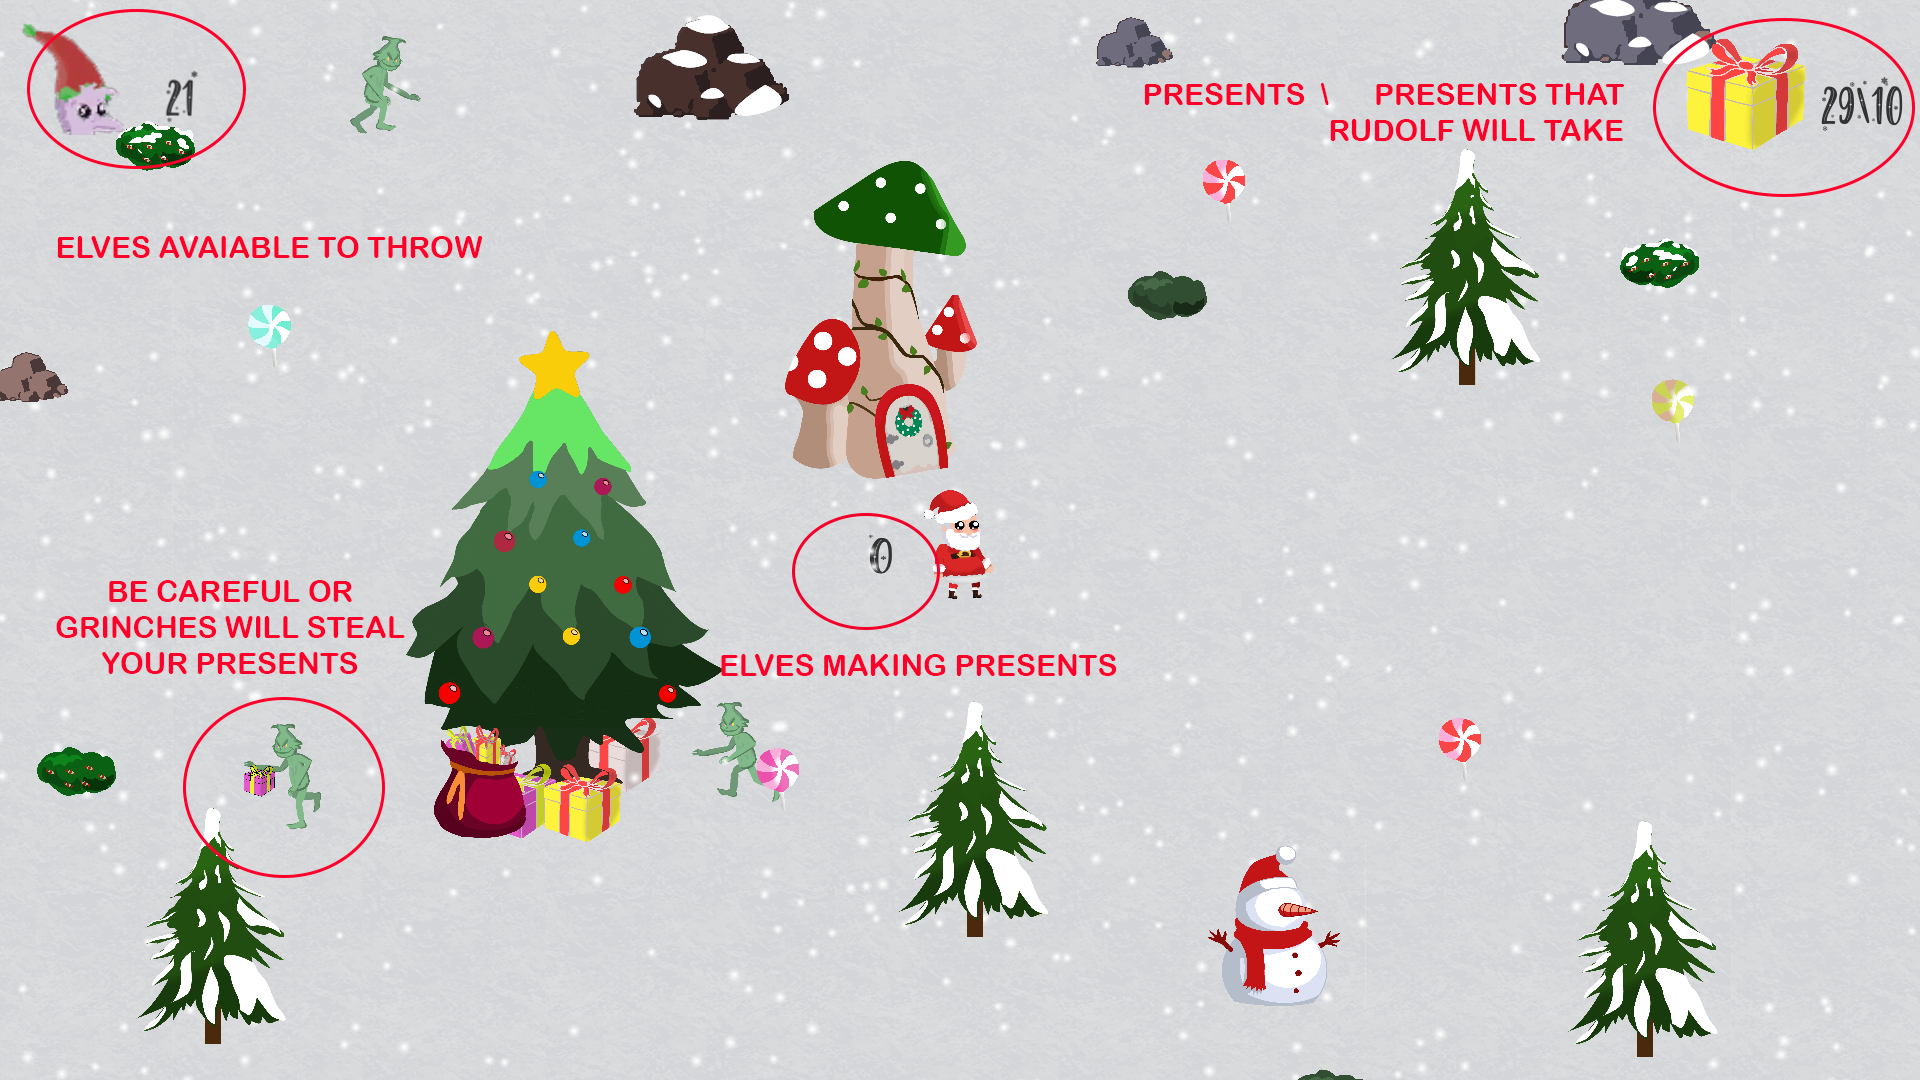 21
PRESENTS \ PRESENTS THAT
RUDOLF WILL TAKE
29\10
ELVES AVAIABLE TO THROW
0
BE CAREFUL OR
GRINCHES WILL STEAL
YOUR PRESENTS
ELVES MAKING PRESENTS